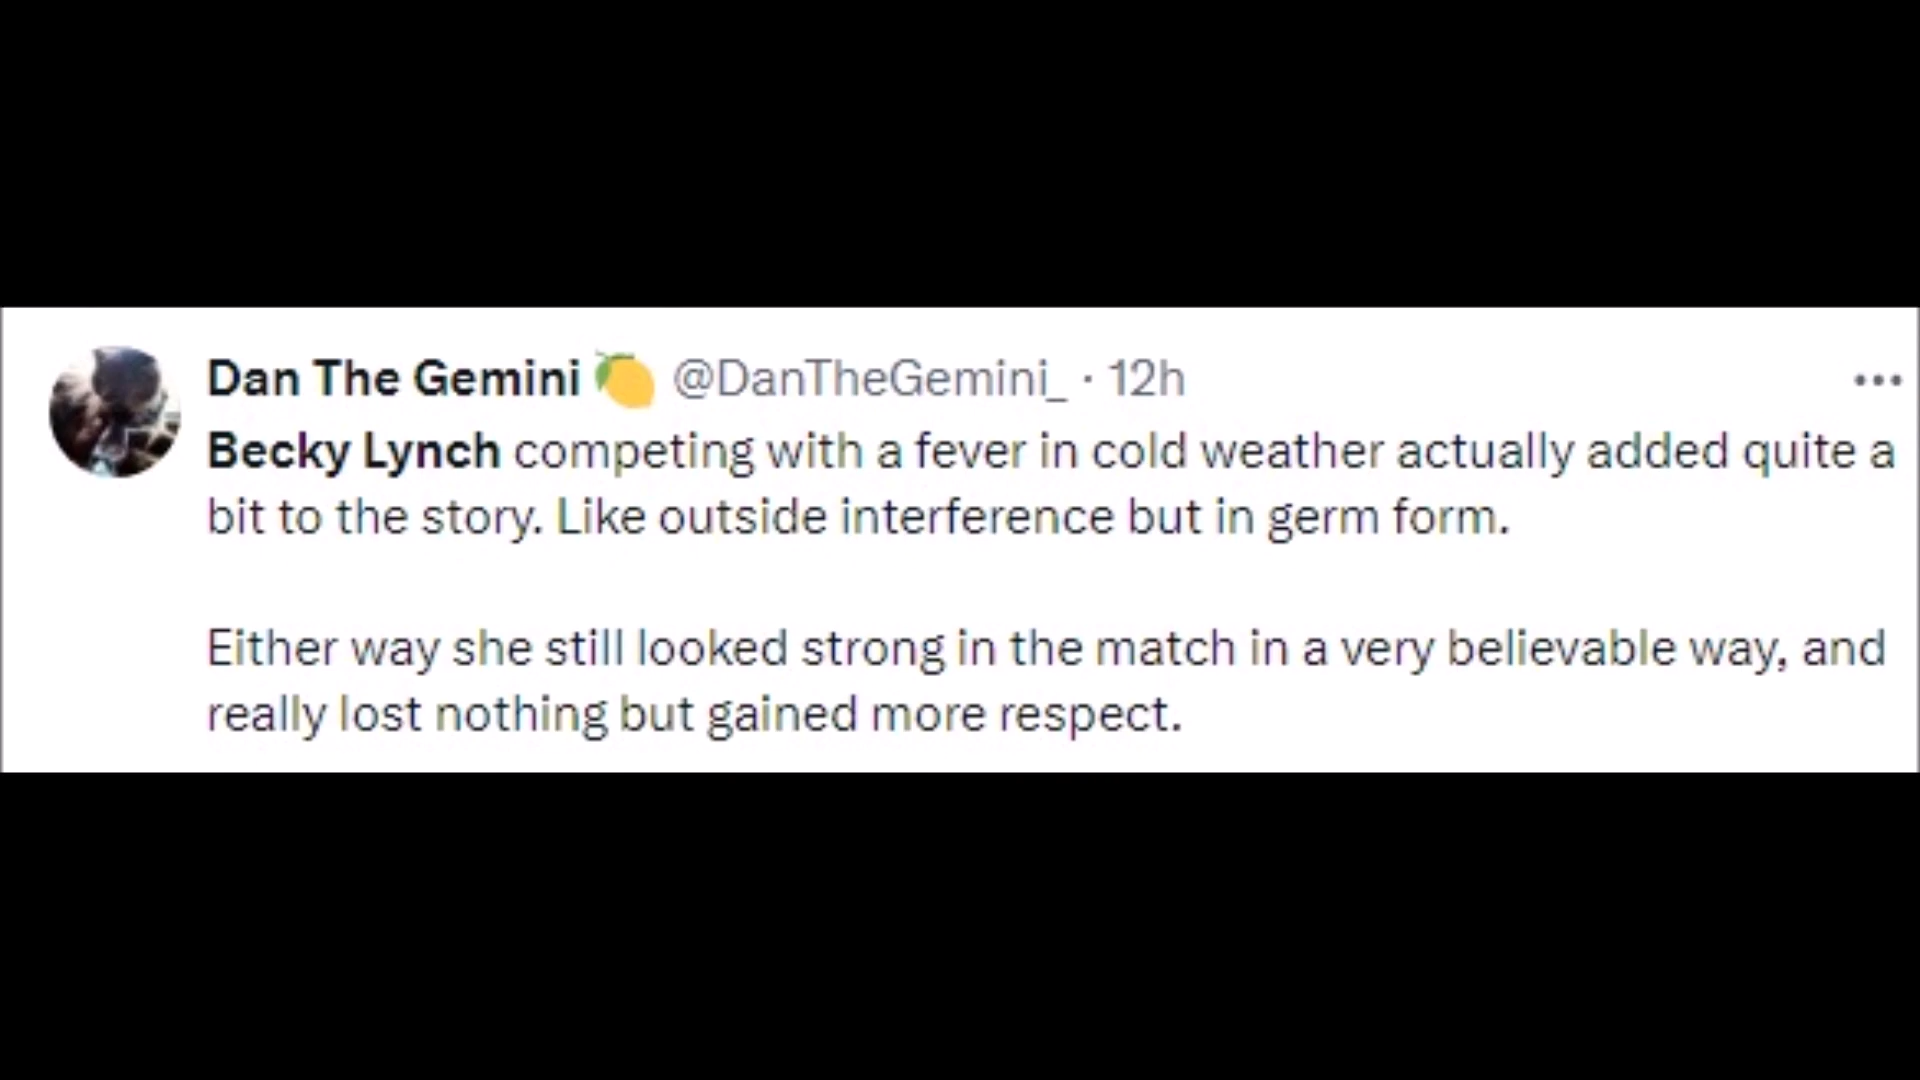 Dan The Gemini 🍋 @DanTheGemini_ · 12h
Becky Lynch competing with a fever in cold weather actually added quite a
bit to the story. Like outside interference but in germ form.
Either way she still looked strong in the match in a very believable way, and
really lost nothing but gained more respect.